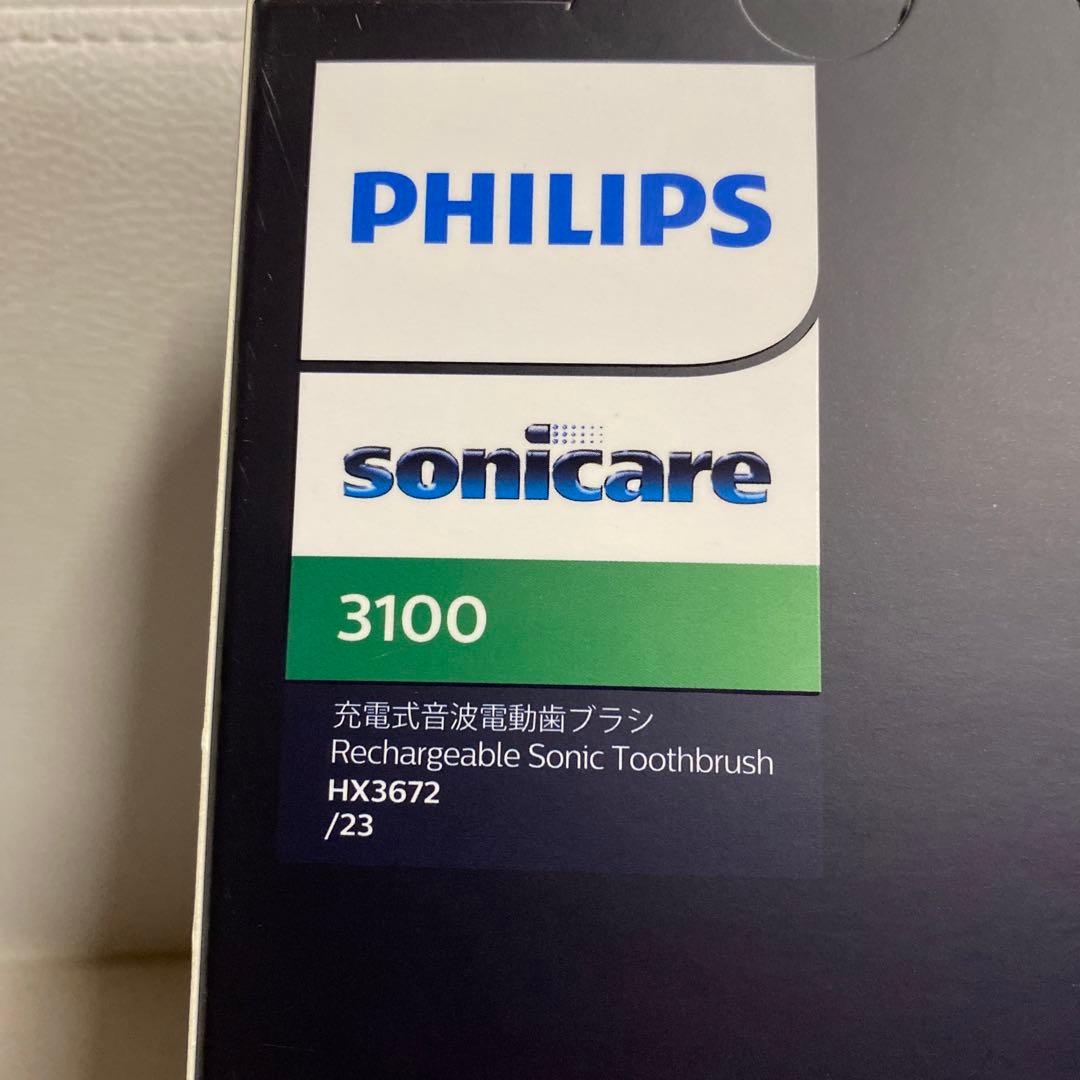 PHILIPS
sonicare
3100
充電式音波電動歯ブラシ
Rechargeable Sonic Toothbrush
HX3672
/23